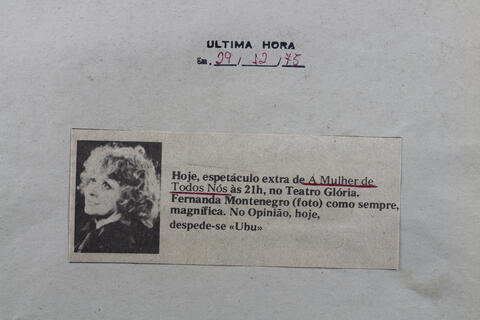 ULTIMA HORA
Em, 29 / 12 / 75
Hoje, espetáculo extra de A Mulher de
Todos Nós às 21h, no Teatro Glória.
Fernanda Montenegro (foto) como sempre,
magnífica. No Opinião, hoje,
despede-se «Ubu»